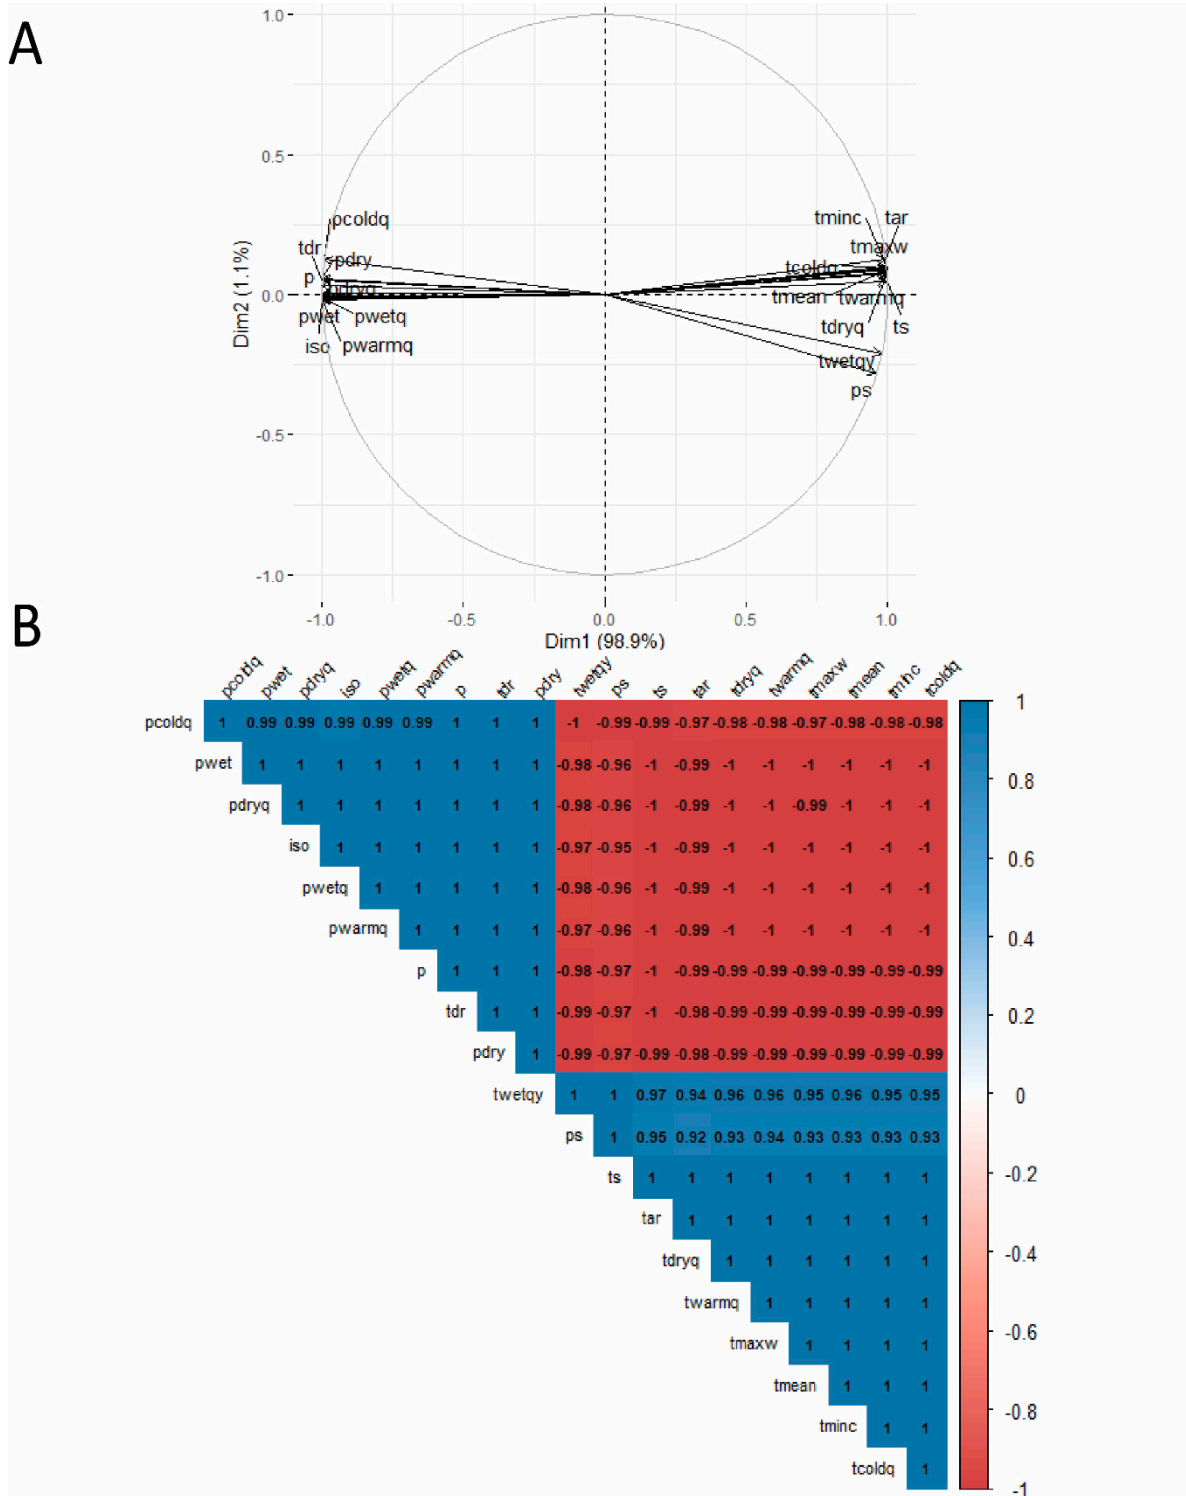 A
1.0
0.5
pcoldq
tminc tar
tdr
tmaxw
pdry
tcoldq
p
pdryq
0.0
tmean twarmq
pwet pwetq
tdryq ts
iso pwarmq
twetqy
ps
-0.5
-1.0
Dim2 (1.1%)
-1.0 -0.5 0.0 0.5 1.0
Dim1 (98.9%)
B
pcoldq pwet pdryq iso pwetq pwarmq p tdr pdry twetqy ps ts tar tdryq twarmq tmaxw tmean tminc tcoldq
pcoldq 1 0.99 0.99 0.99 0.99 0.99 1 1 1 -1 -0.99 -0.99 -0.97 -0.98 -0.98 -0.97 -0.98 -0.98 -0.98
pwet 1 1 1 1 1 1 1 1 -0.98 -0.96 -1 -0.99 -1 -1 -1 -1 -1 -1
pdryq 1 1 1 1 1 1 1 -0.98 -0.96 -1 -0.99 -1 -1 -0.99 -1 -1 -1
iso 1 1 1 1 1 1 -0.97 -0.95 -1 -0.99 -1 -1 -1 -1 -1 -1
pwetq 1 1 1 1 1 -0.98 -0.96 -1 -0.99 -1 -1 -1 -1 -1 -1
pwarmq 1 1 1 1 -0.97 -0.96 -1 -0.99 -1 -1 -1 -1 -1 -1
p 1 1 1 -0.98 -0.97 -1 -0.99 -0.99 -0.99 -0.99 -0.99 -0.99 -0.99
tdr 1 1 -0.99 -0.97 -1 -0.98 -0.99 -0.99 -0.99 -0.99 -0.99 -0.99
pdry 1 -0.99 -0.97 -0.99 -0.98 -0.99 -0.99 -0.99 -0.99 -0.99 -0.99
twetqy 1 1 0.97 0.94 0.96 0.96 0.95 0.96 0.95 0.95
ps 1 0.95 0.92 0.93 0.94 0.93 0.93 0.93 0.93
ts 1 1 1 1 1 1 1 1
tar 1 1 1 1 1 1 1
tdryq 1 1 1 1 1 1
twarmq 1 1 1 1 1
tmaxw 1 1 1 1
tmean 1 1 1
tminc 1 1
tcoldq 1
1
0.8
0.6
0.4
0.2
0
-0.2
-0.4
-0.6
-0.8
-1